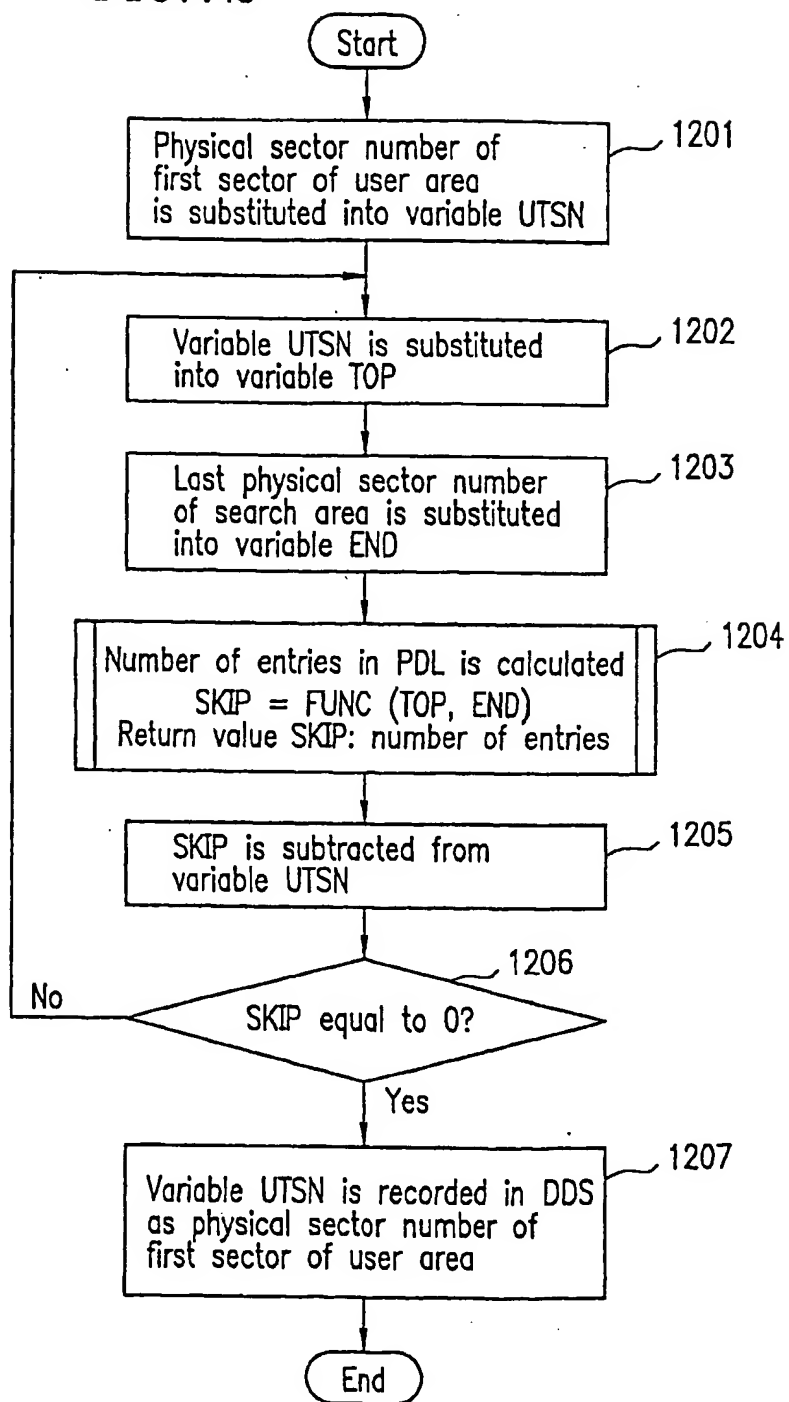 Start
Physical sector number of
first sector of user area
is substituted into variable UTSN
1201
Variable UTSN is substituted
into variable TOP
1202
Last physical sector number
of search area is substituted
into variable END
1203
Number of entries in PDL is calculated
SKIP = FUNC (TOP, END)
Return value SKIP: number of entries
1204
SKIP is subtracted from
variable UTSN
1205
1206
No
SKIP equal to 0?
Yes
Variable UTSN is recorded in DDS
as physical sector number of
first sector of user area
1207
End